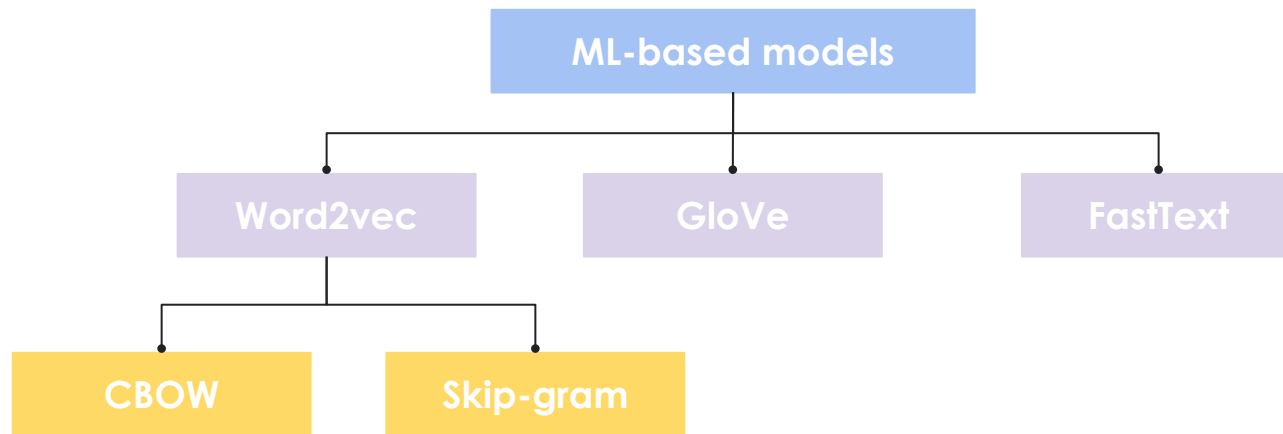 ML-based models
Word2vec
GloVe
FastText
CBOW
Skip-gram